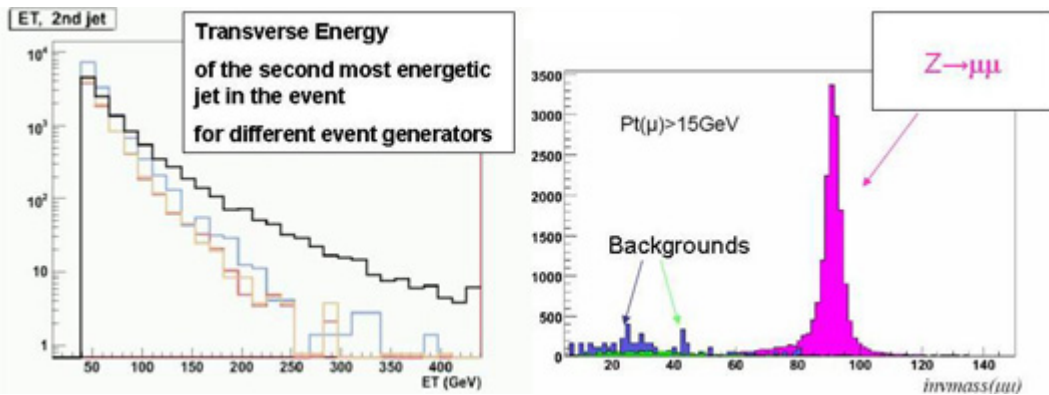 ET, 2nd jet
Transverse Energy
of the second most energetic
jet in the event
for different event generators
10⁴
10³
10²
10
1
50 100 150 200 250 300 350 400
ET (GeV)
Z→μμ
Pt(μ)>15GeV
Backgrounds
3500
3000
2500
2000
1500
1000
500
0
20 40 60 80 100 120 140
invmass(μμ)